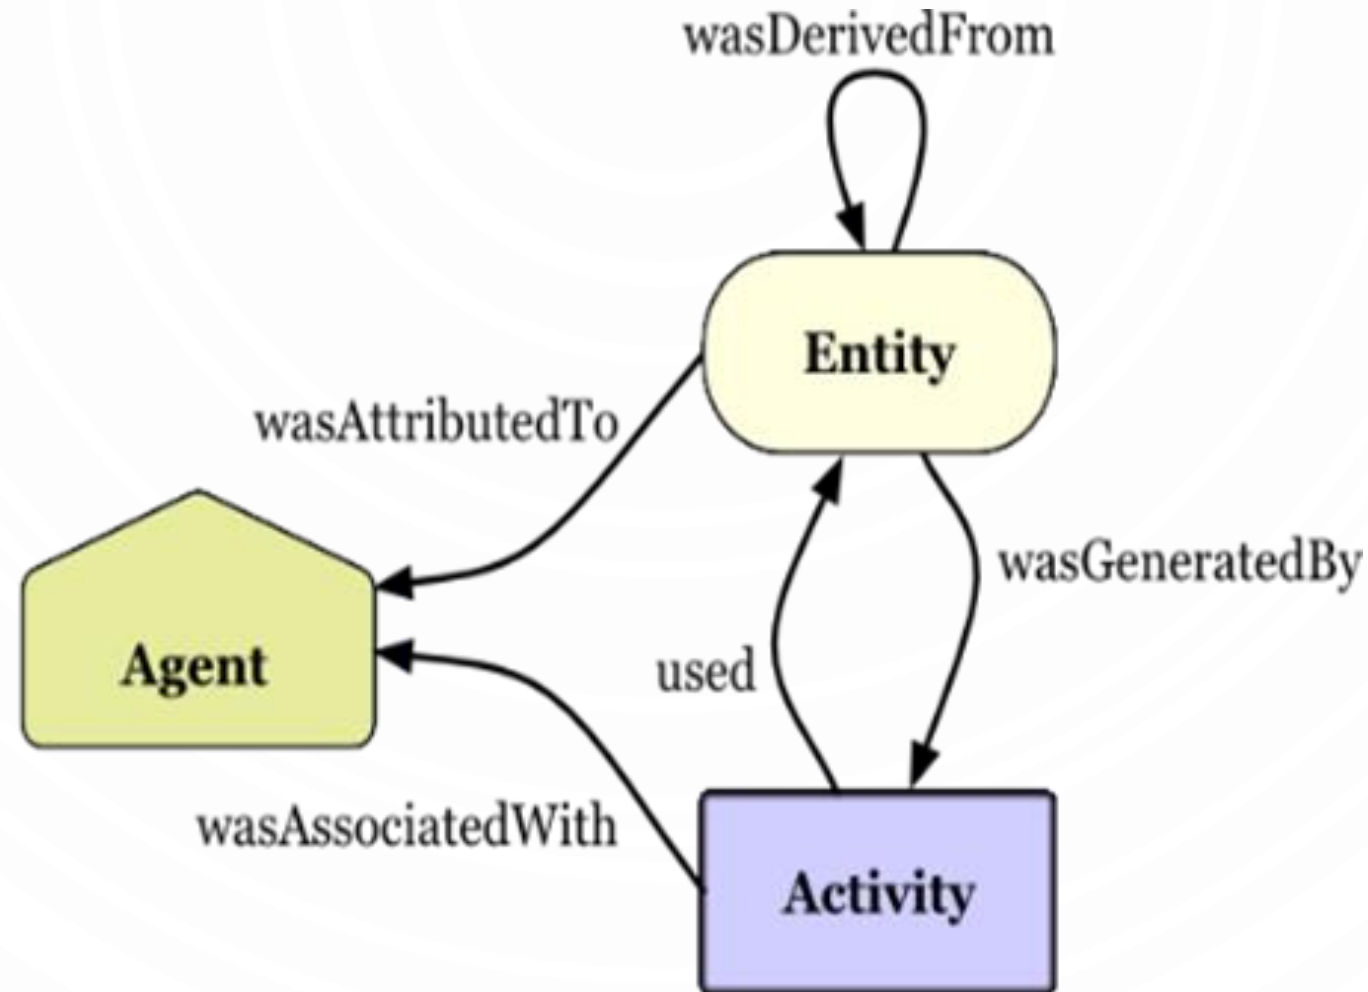 wasDerivedFrom
Entity
wasAttributedTo
wasGeneratedBy
Agent
used
wasAssociatedWith
Activity